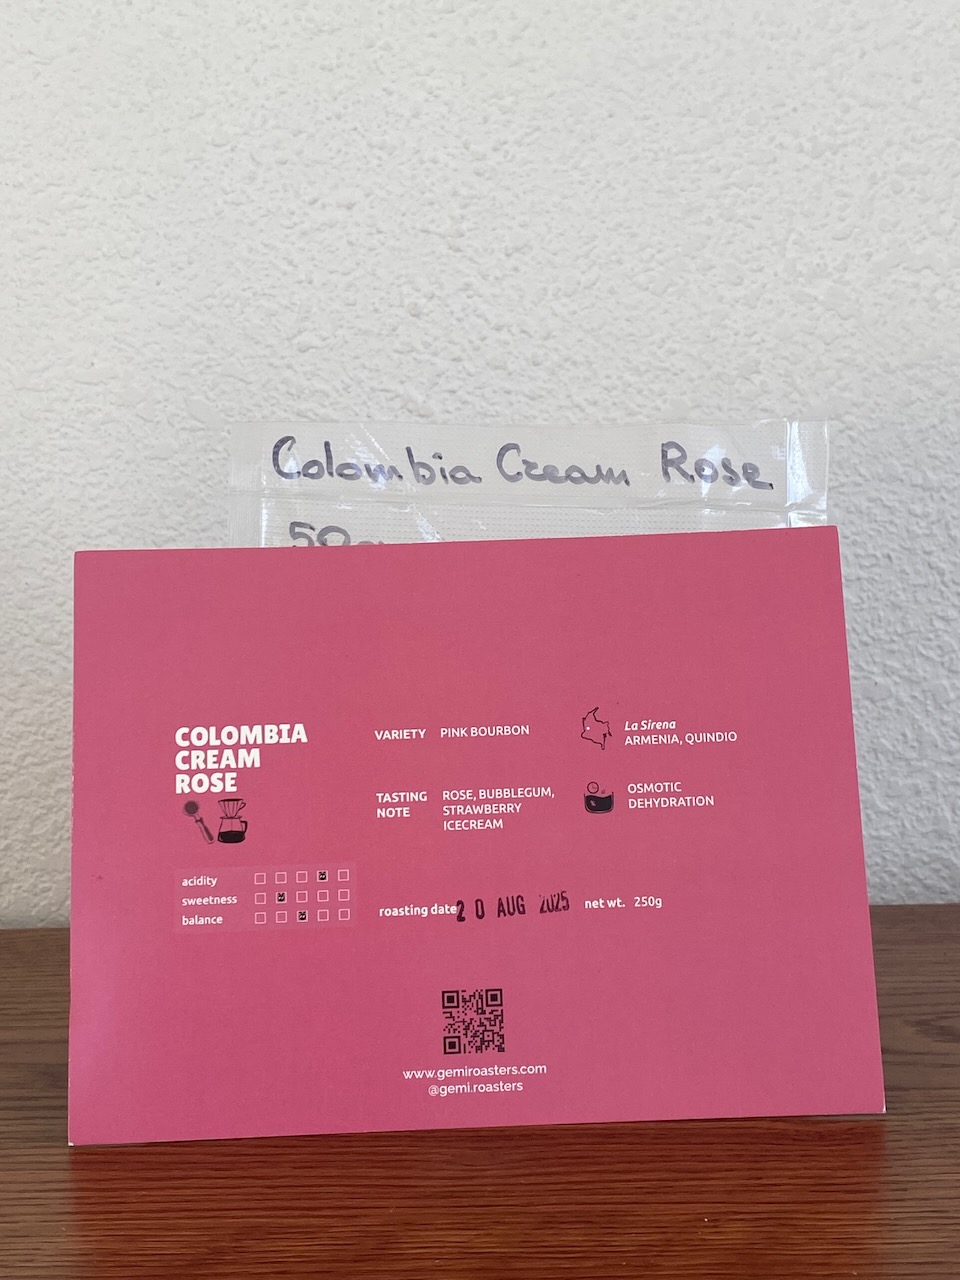 Colombia Cream Rose
COLOMBIA
CREAM
ROSE
acidity
sweetness
balance
VARIETY PINK BOURBON
TASTING NOTE
ROSE, BUBBLEGUM,
STRAWBERRY
ICECREAM
La Sirena
ARMENIA, QUINDIO
OSMOTIC
DEHYDRATION
roasting date 20 AUG 2025 net wt. 250g
www.gemiroasters.com
@gemi.roasters